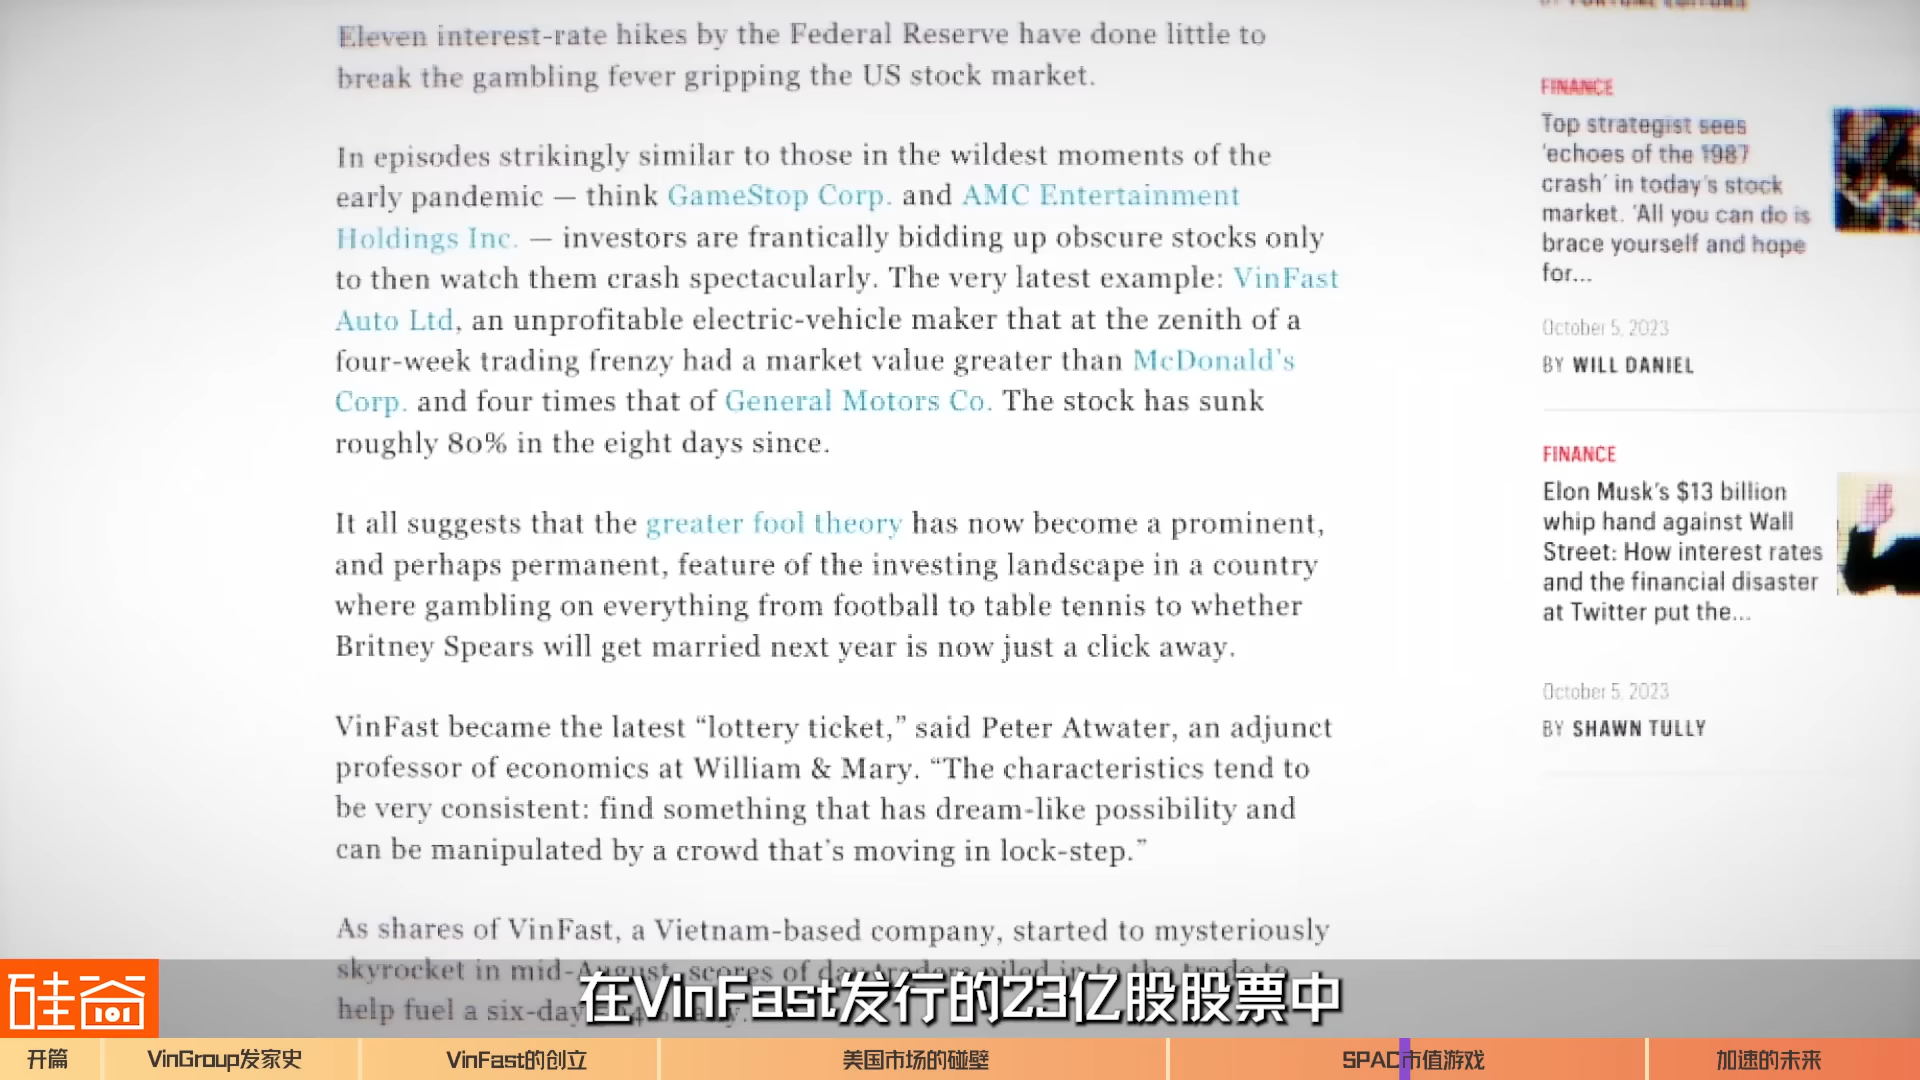 Eleven interest-rate hikes by the Federal Reserve have done little to
break the gambling fever gripping the US stock market.
In episodes strikingly similar to those in the wildest moments of the
early pandemic — think GameStop Corp. and AMC Entertainment
Holdings Inc. — investors are frantically bidding up obscure stocks only
to then watch them crash spectacularly. The very latest example: VinFast
Auto Ltd, an unprofitable electric-vehicle maker that at the zenith of a
four-week trading frenzy had a market value greater than McDonald's
Corp. and four times that of General Motors Co. The stock has sunk
roughly 80% in the eight days since.
It all suggests that the greater fool theory has now become a prominent,
and perhaps permanent, feature of the investing landscape in a country
where gambling on everything from football to table tennis to whether
Britney Spears will get married next year is now just a click away.
VinFast became the latest “lottery ticket,” said Peter Atwater, an adjunct
professor of economics at William & Mary. “The characteristics tend to
be very consistent: find something that has dream-like possibility and
can be manipulated by a crowd that's moving in lock-step.”
As shares of VinFast, a Vietnam-based company, started to mysteriously
skyrocket in mid-August, scores of day traders piled in to the trade to
help fuel a six-day
FINANCE
Top strategist sees
‘echoes of the 1987
crash’ in today's stock
market. ‘All you can do is
brace yourself and hope
for...
October 5, 2023
BY WILL DANIEL
FINANCE
Elon Musk's $13 billion
whip hand against Wall
Street: How interest rates
and the financial disaster
at Twitter put the...
October 5, 2023
BY SHAWN TULLY
在VinFast发行的23亿股股票中
硅谷
101
开篇
VinGroup发家史
VinFast的创立
美国市场的碰壁
SPAC市值游戏
加速的未来